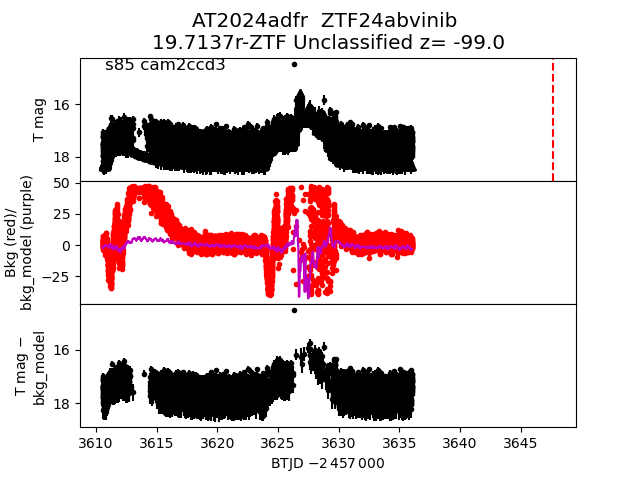 AT2024adfr  ZTF24abvinib
19.7137r-ZTF Unclassified z= -99.0
s85 cam2ccd3
T mag
16
18
Bkg (red)/
bkg_model (purple)
50
25
0
−25
T mag −
bkg_model
16
18
3610 3615 3620 3625 3630 3635 3640 3645
BTJD −2 457 000